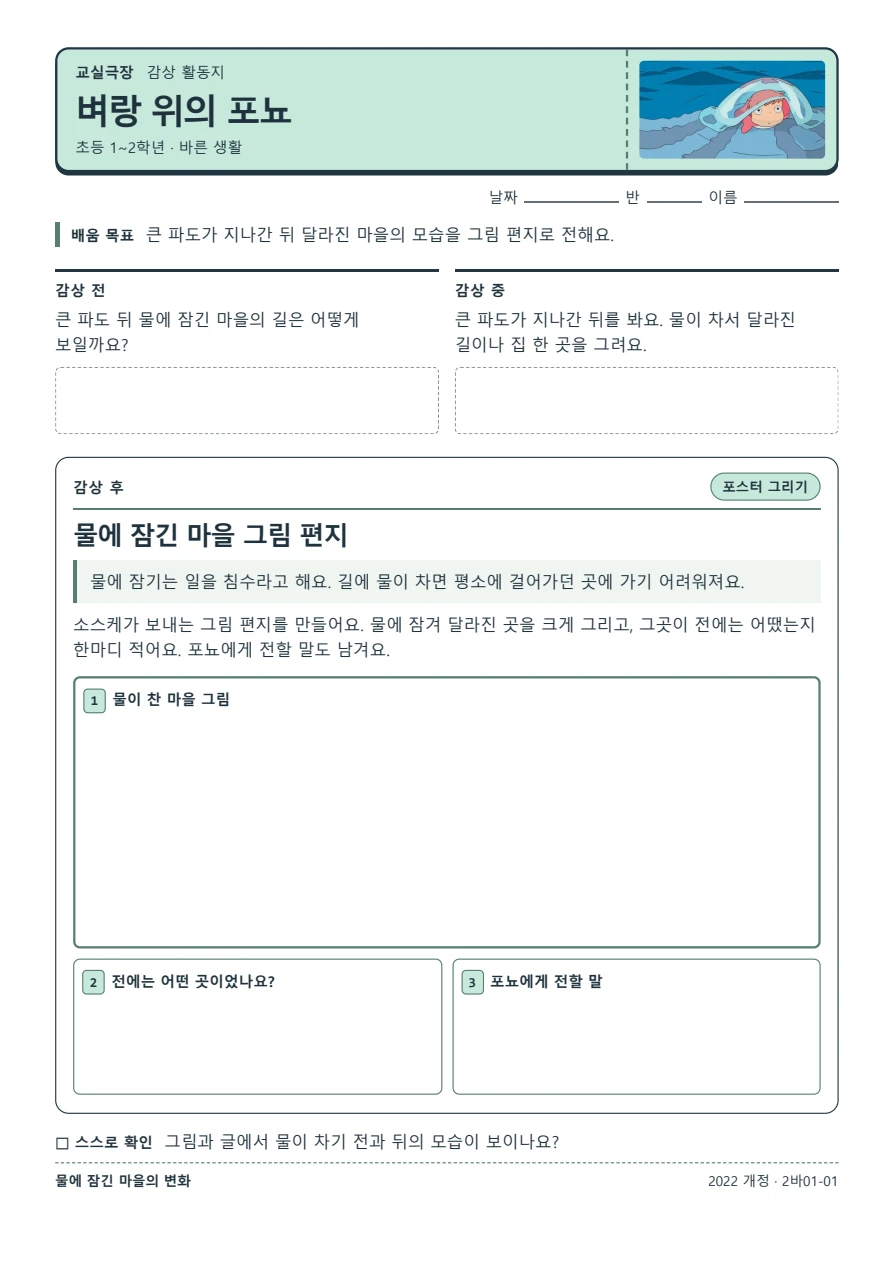 교실극장 감상 활동지
벼랑 위의 포뇨
초등 1~2학년 · 바른 생활
날짜 반 이름
배움 목표 큰 파도가 지나간 뒤 달라진 마을의 모습을 그림 편지로 전해요.
감상 전
큰 파도 뒤 물에 잠긴 마을의 길은 어떻게
보일까요?
감상 중
큰 파도가 지나간 뒤를 봐요. 물이 차서 달라진
길이나 집 한 곳을 그려요.
감상 후
포스터 그리기
물에 잠긴 마을 그림 편지
물에 잠기는 일을 침수라고 해요. 길에 물이 차면 평소에 걸어가던 곳에 가기 어려워져요.
소스케가 보내는 그림 편지를 만들어요. 물에 잠겨 달라진 곳을 크게 그리고, 그곳이 전에는 어땠는지
한마디 적어요. 포뇨에게 전할 말도 남겨요.
1 물이 찬 마을 그림
2 전에는 어떤 곳이었나요?
3 포뇨에게 전할 말
스스로 확인 그림과 글에서 물이 차기 전과 뒤의 모습이 보이나요?
물에 잠긴 마을의 변화
2022 개정 · 2바01-01